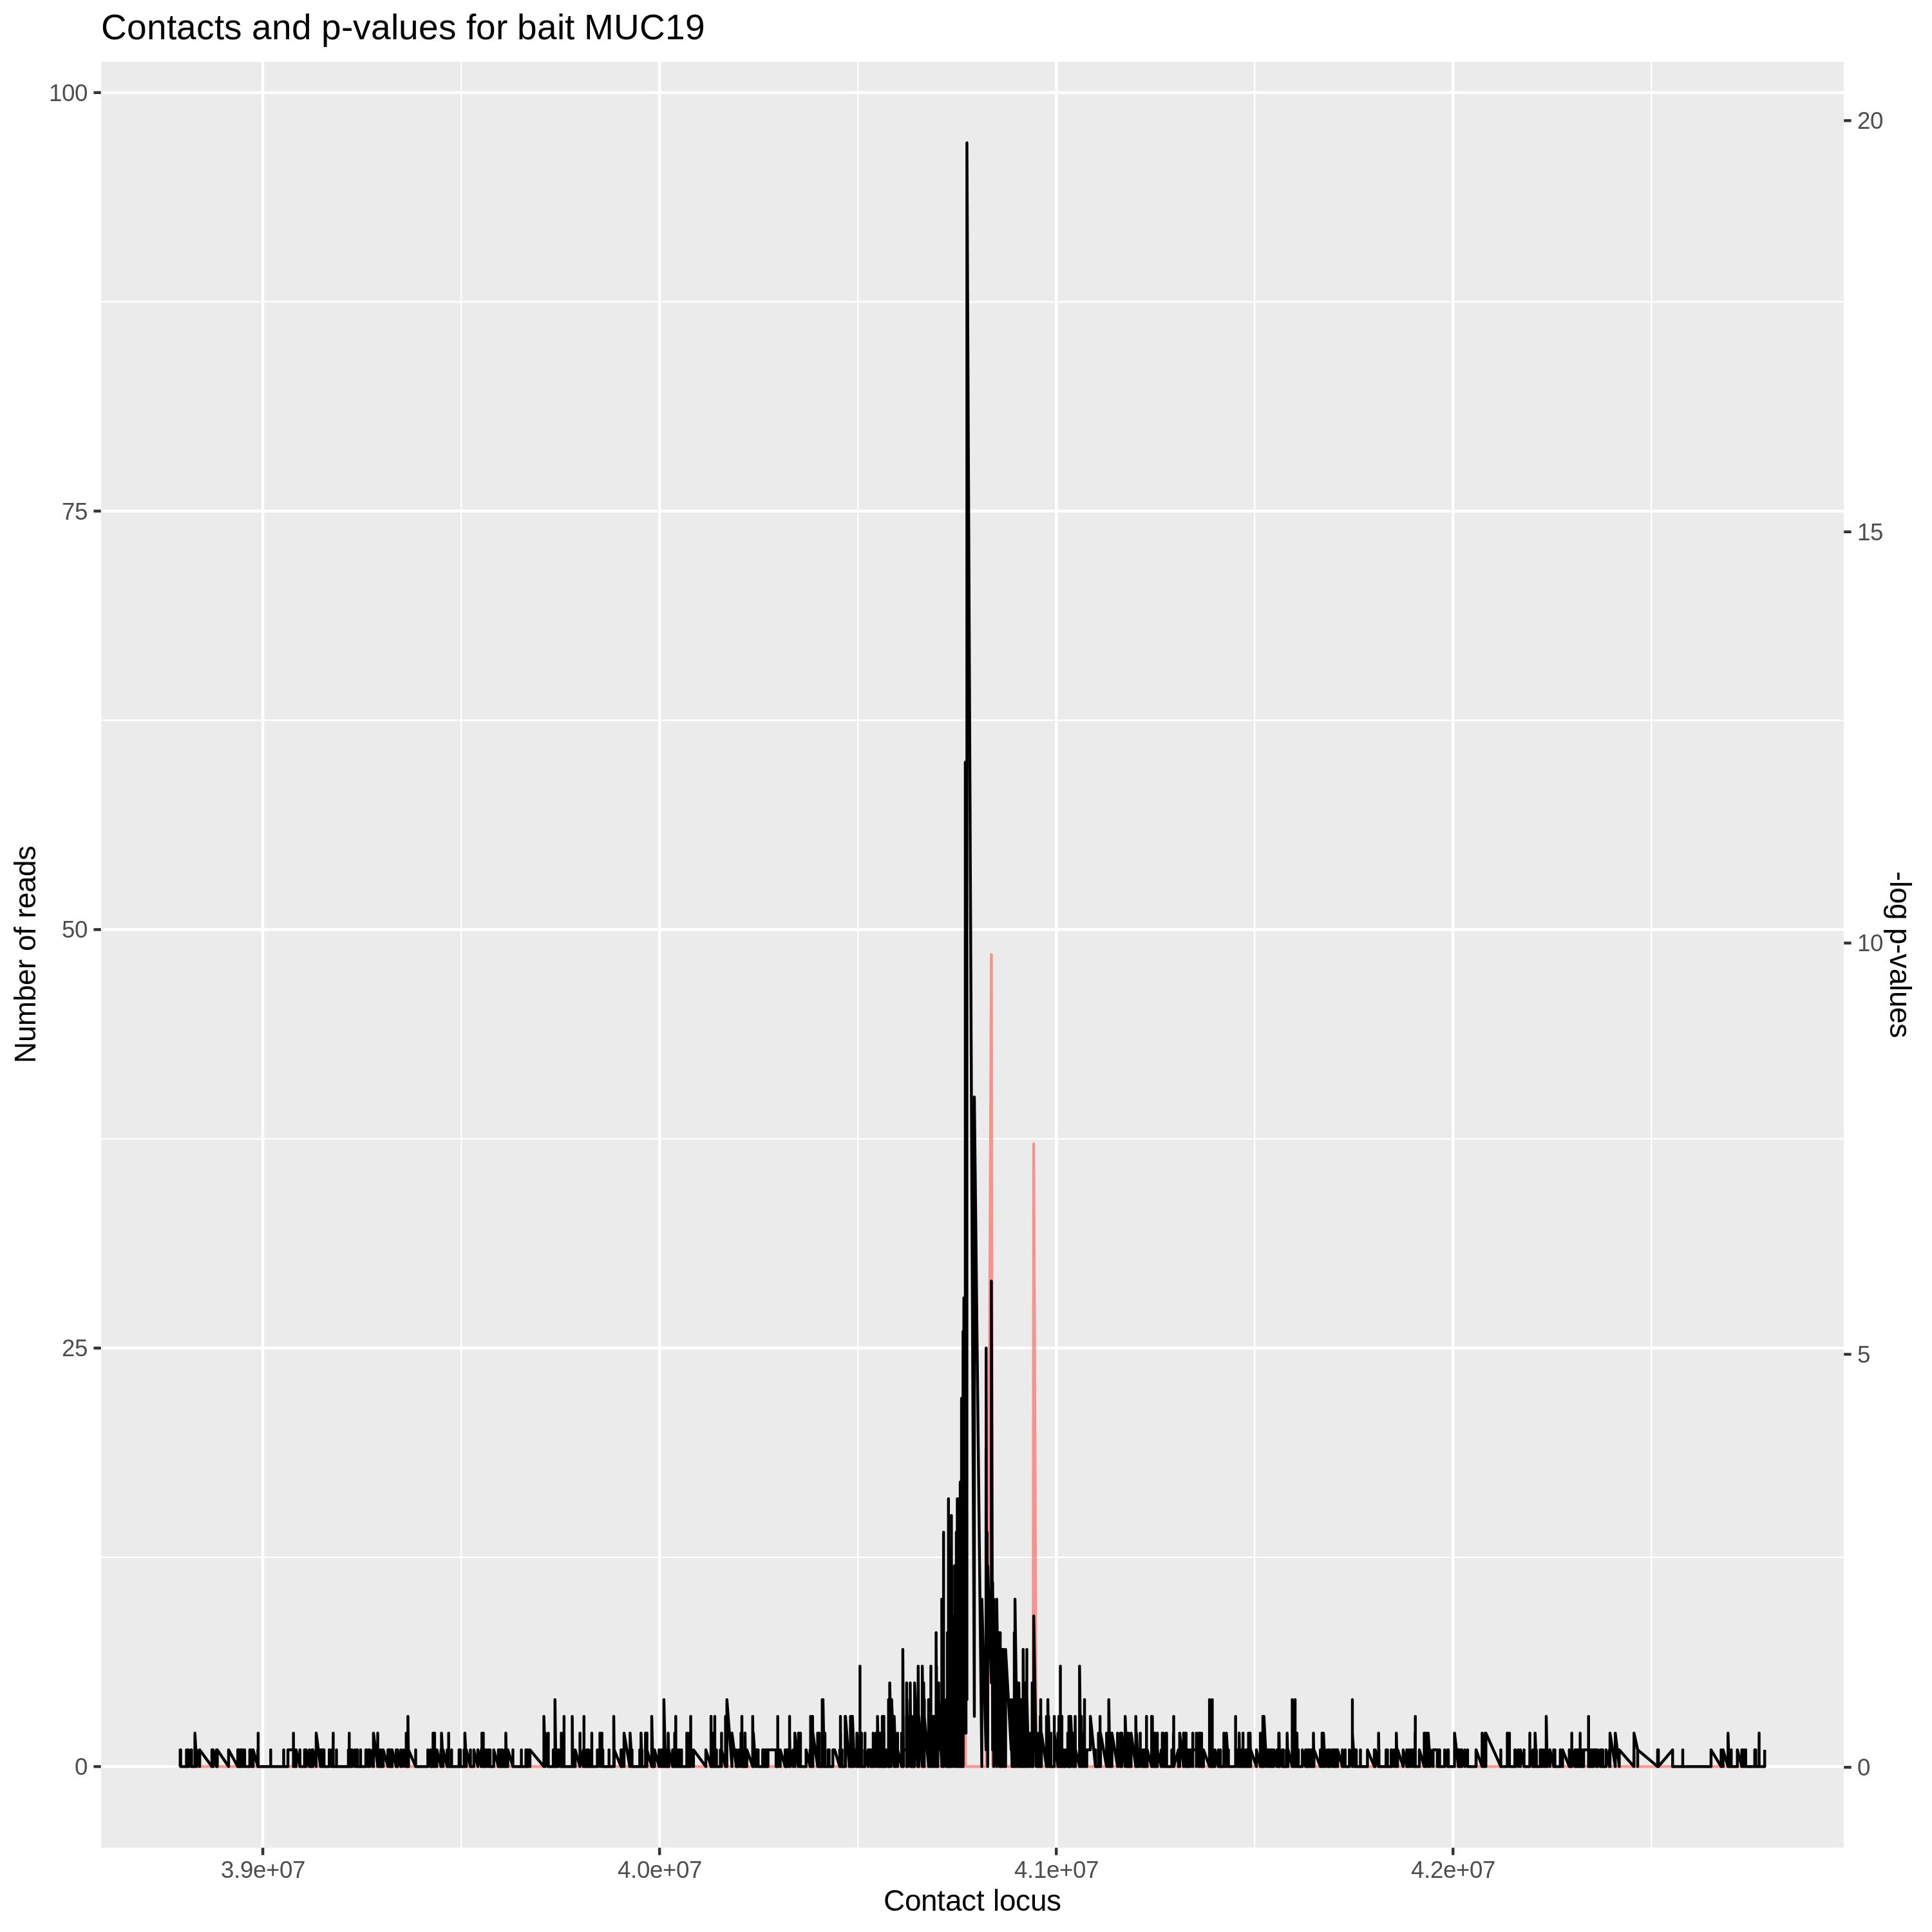 Contacts and p-values for bait MUC19
100
75
50
25
0
Number of reads
20
15
10
5
0
-log p-values
3.9e+07
4.0e+07
4.1e+07
4.2e+07
Contact locus